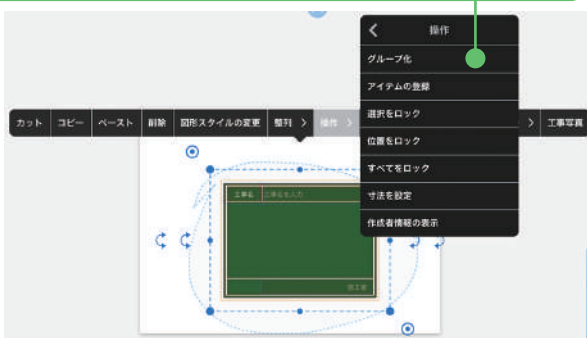 操作
グループ化
アイテムの登録
選択をロック
位置をロック
すべてをロック
寸法を設定
作成者情報の表示
カット コピー ペースト 削除 図形スタイルの変更 整列 操作 工事写真
工事名 工事名を入力
施工者